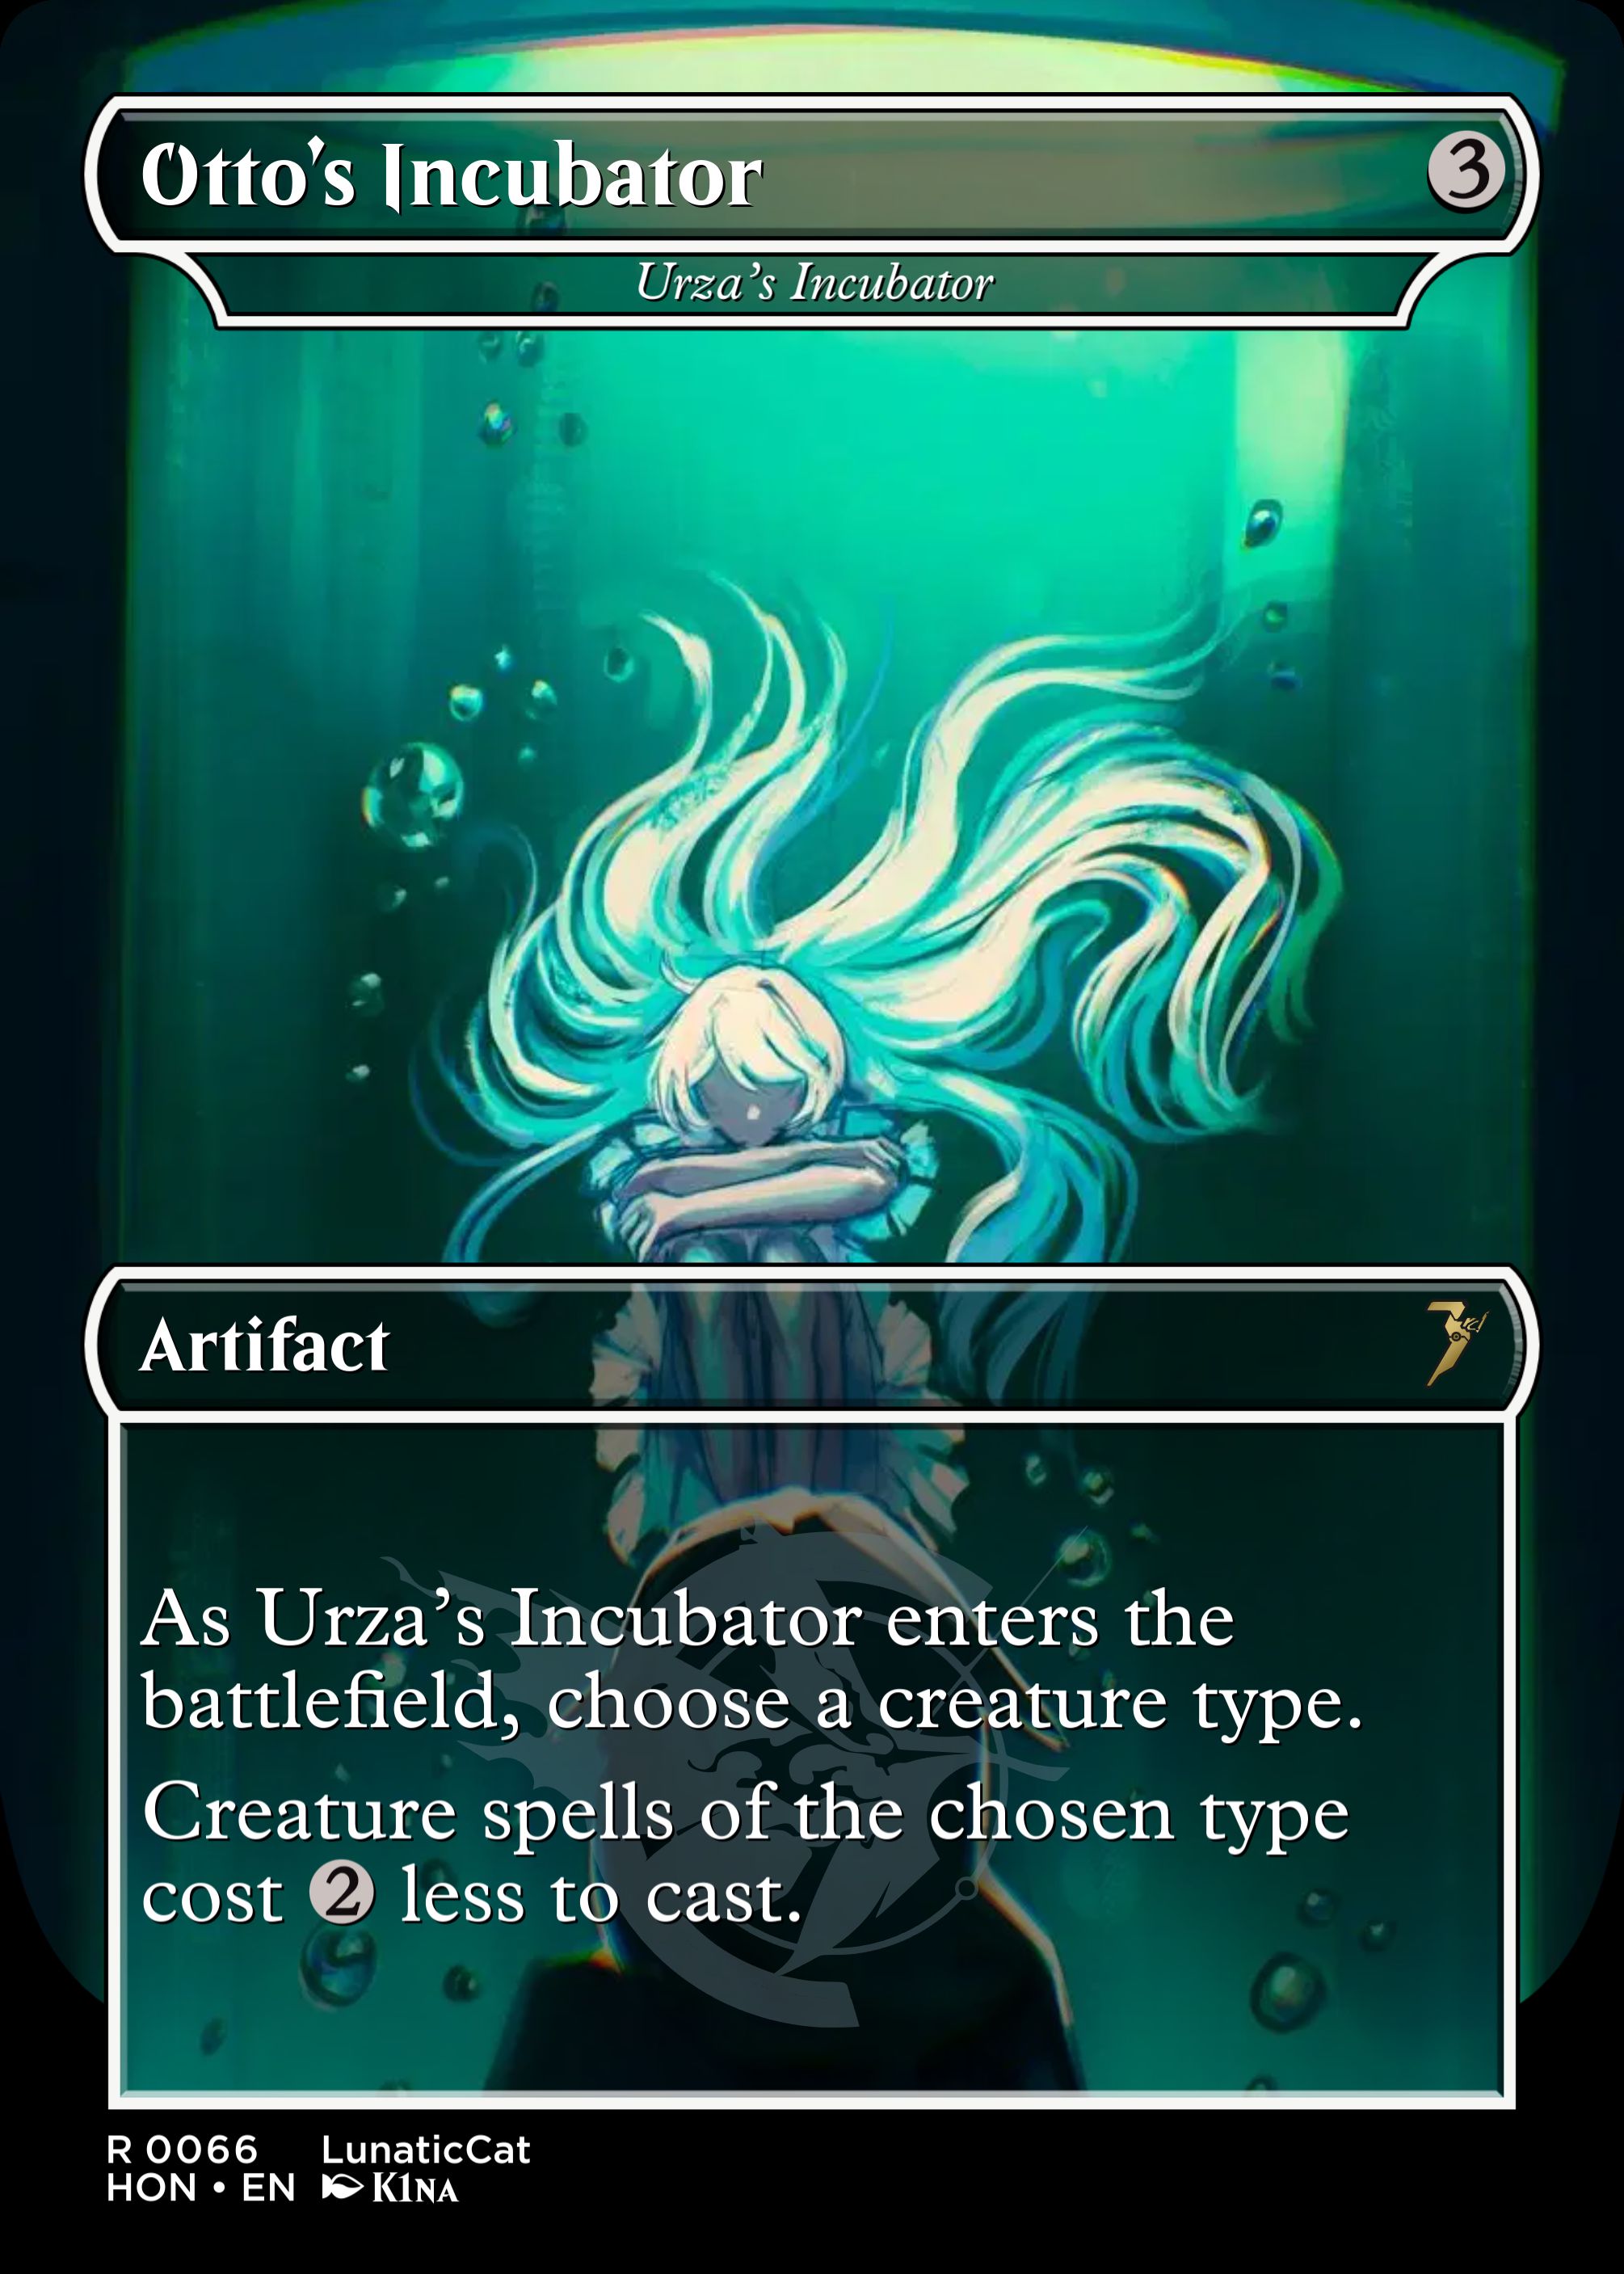 Otto's Incubator 3
Urza's Incubator
Artifact
As Urza's Incubator enters the
battlefield, choose a creature type.
Creature spells of the chosen type
cost 2 less to cast.
R 0066 LunaticCat
HON • EN K1NA